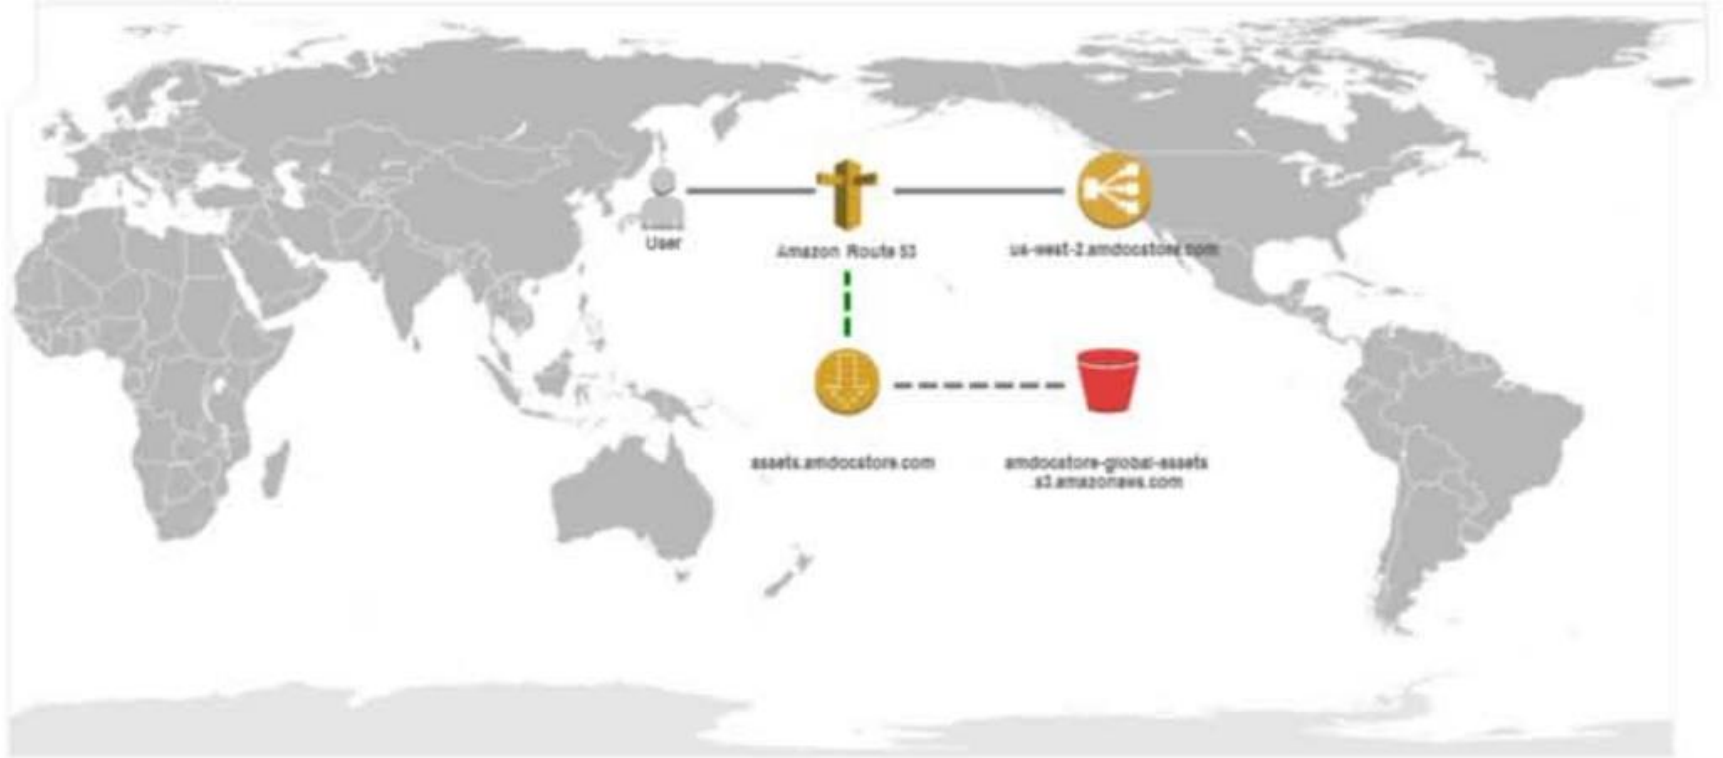 User
Amazon Route 53
us-west-2.amdocstore.com
assets.amdocstore.com
amdocstore-global-assets
.s3.amazonaws.com